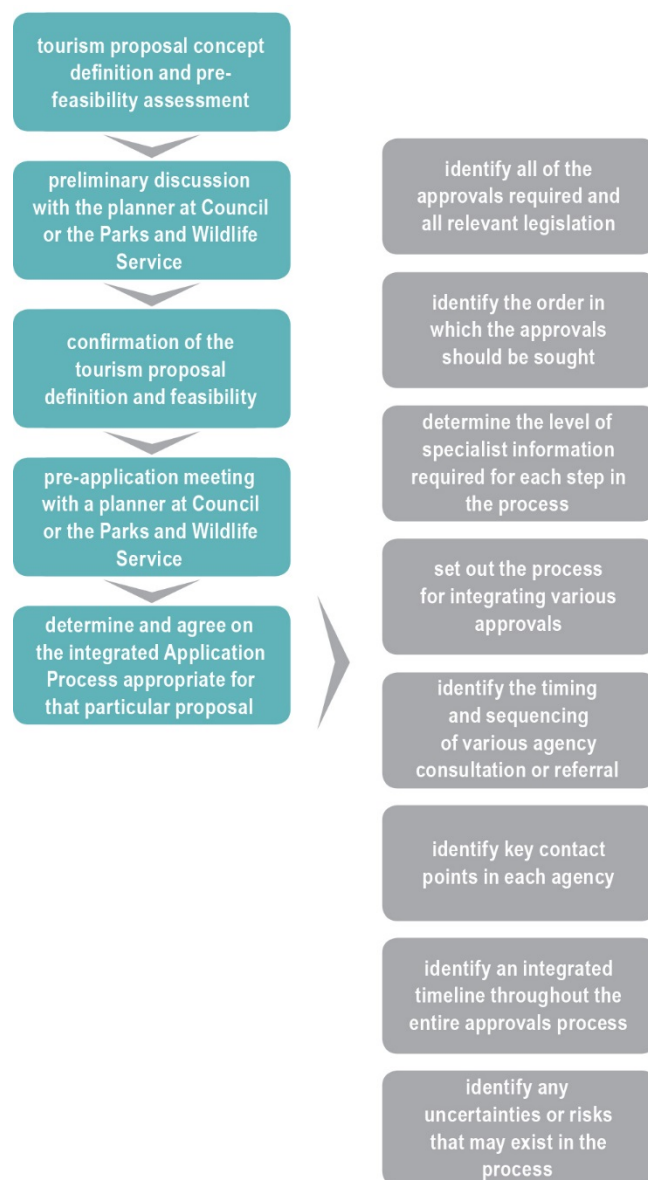 tourism proposal concept
definition and pre-
feasibility assessment
preliminary discussion
with the planner at Council
or the Parks and Wildlife
Service
confirmation of the
tourism proposal
definition and feasibility
pre-application meeting
with a planner at Council
or the Parks and Wildlife
Service
determine and agree on
the integrated Application
Process appropriate for
that particular proposal
identify all of the
approvals required and
all relevant legislation
identify the order in
which the approvals
should be sought
determine the level of
specialist information
required for each step in
the process
set out the process
for integrating various
approvals
identify the timing
and sequencing
of various agency
consultation or referral
identify key contact
points in each agency
identify an integrated
timeline throughout the
entire approvals process
identify any
uncertainties or risks
that may exist in the
process